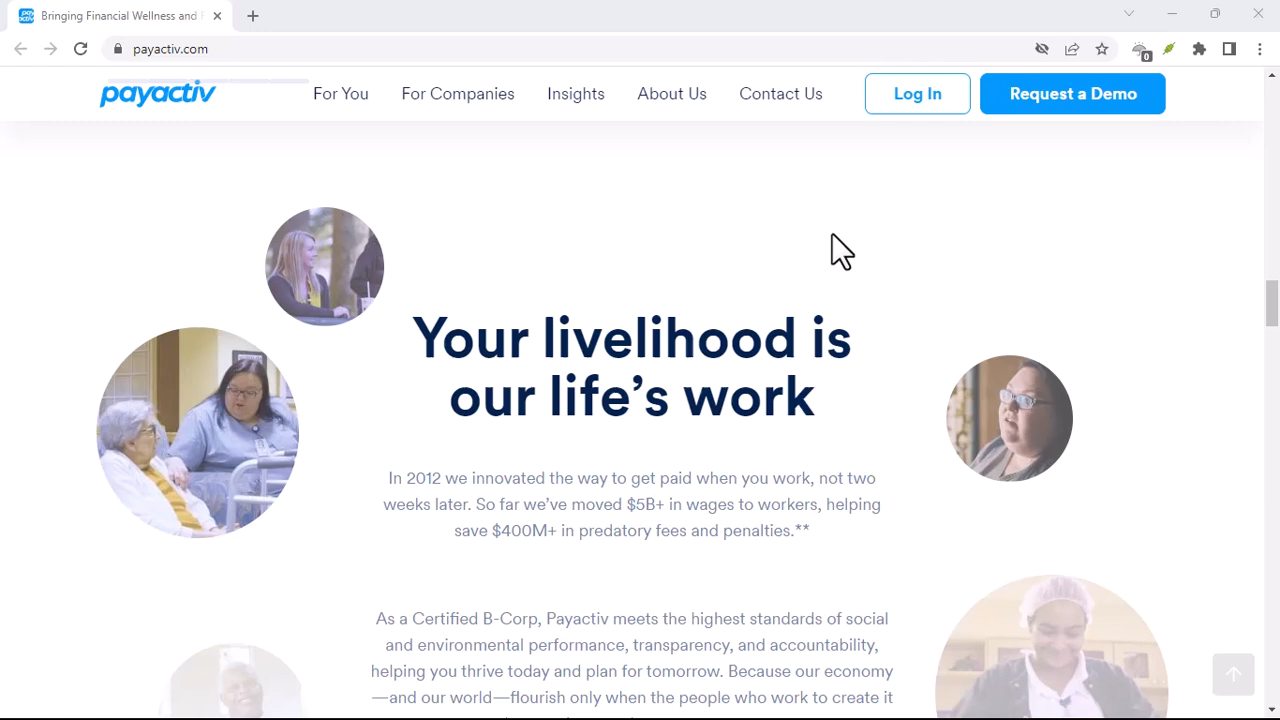 Bringing Financial Wellness and
payactiv.com
0
payactiv
For You
For Companies
Insights
About Us
Contact Us
Log In
Request a Demo
Your livelihood is
our life’s work
In 2012 we innovated the way to get paid when you work, not two
weeks later. So far we’ve moved $5B+ in wages to workers, helping
save $400M+ in predatory fees and penalties.**
As a Certified B-Corp, Payactiv meets the highest standards of social
and environmental performance, transparency, and accountability,
helping you thrive today and plan for tomorrow. Because our economy
—and our world—flourish only when the people who work to create it